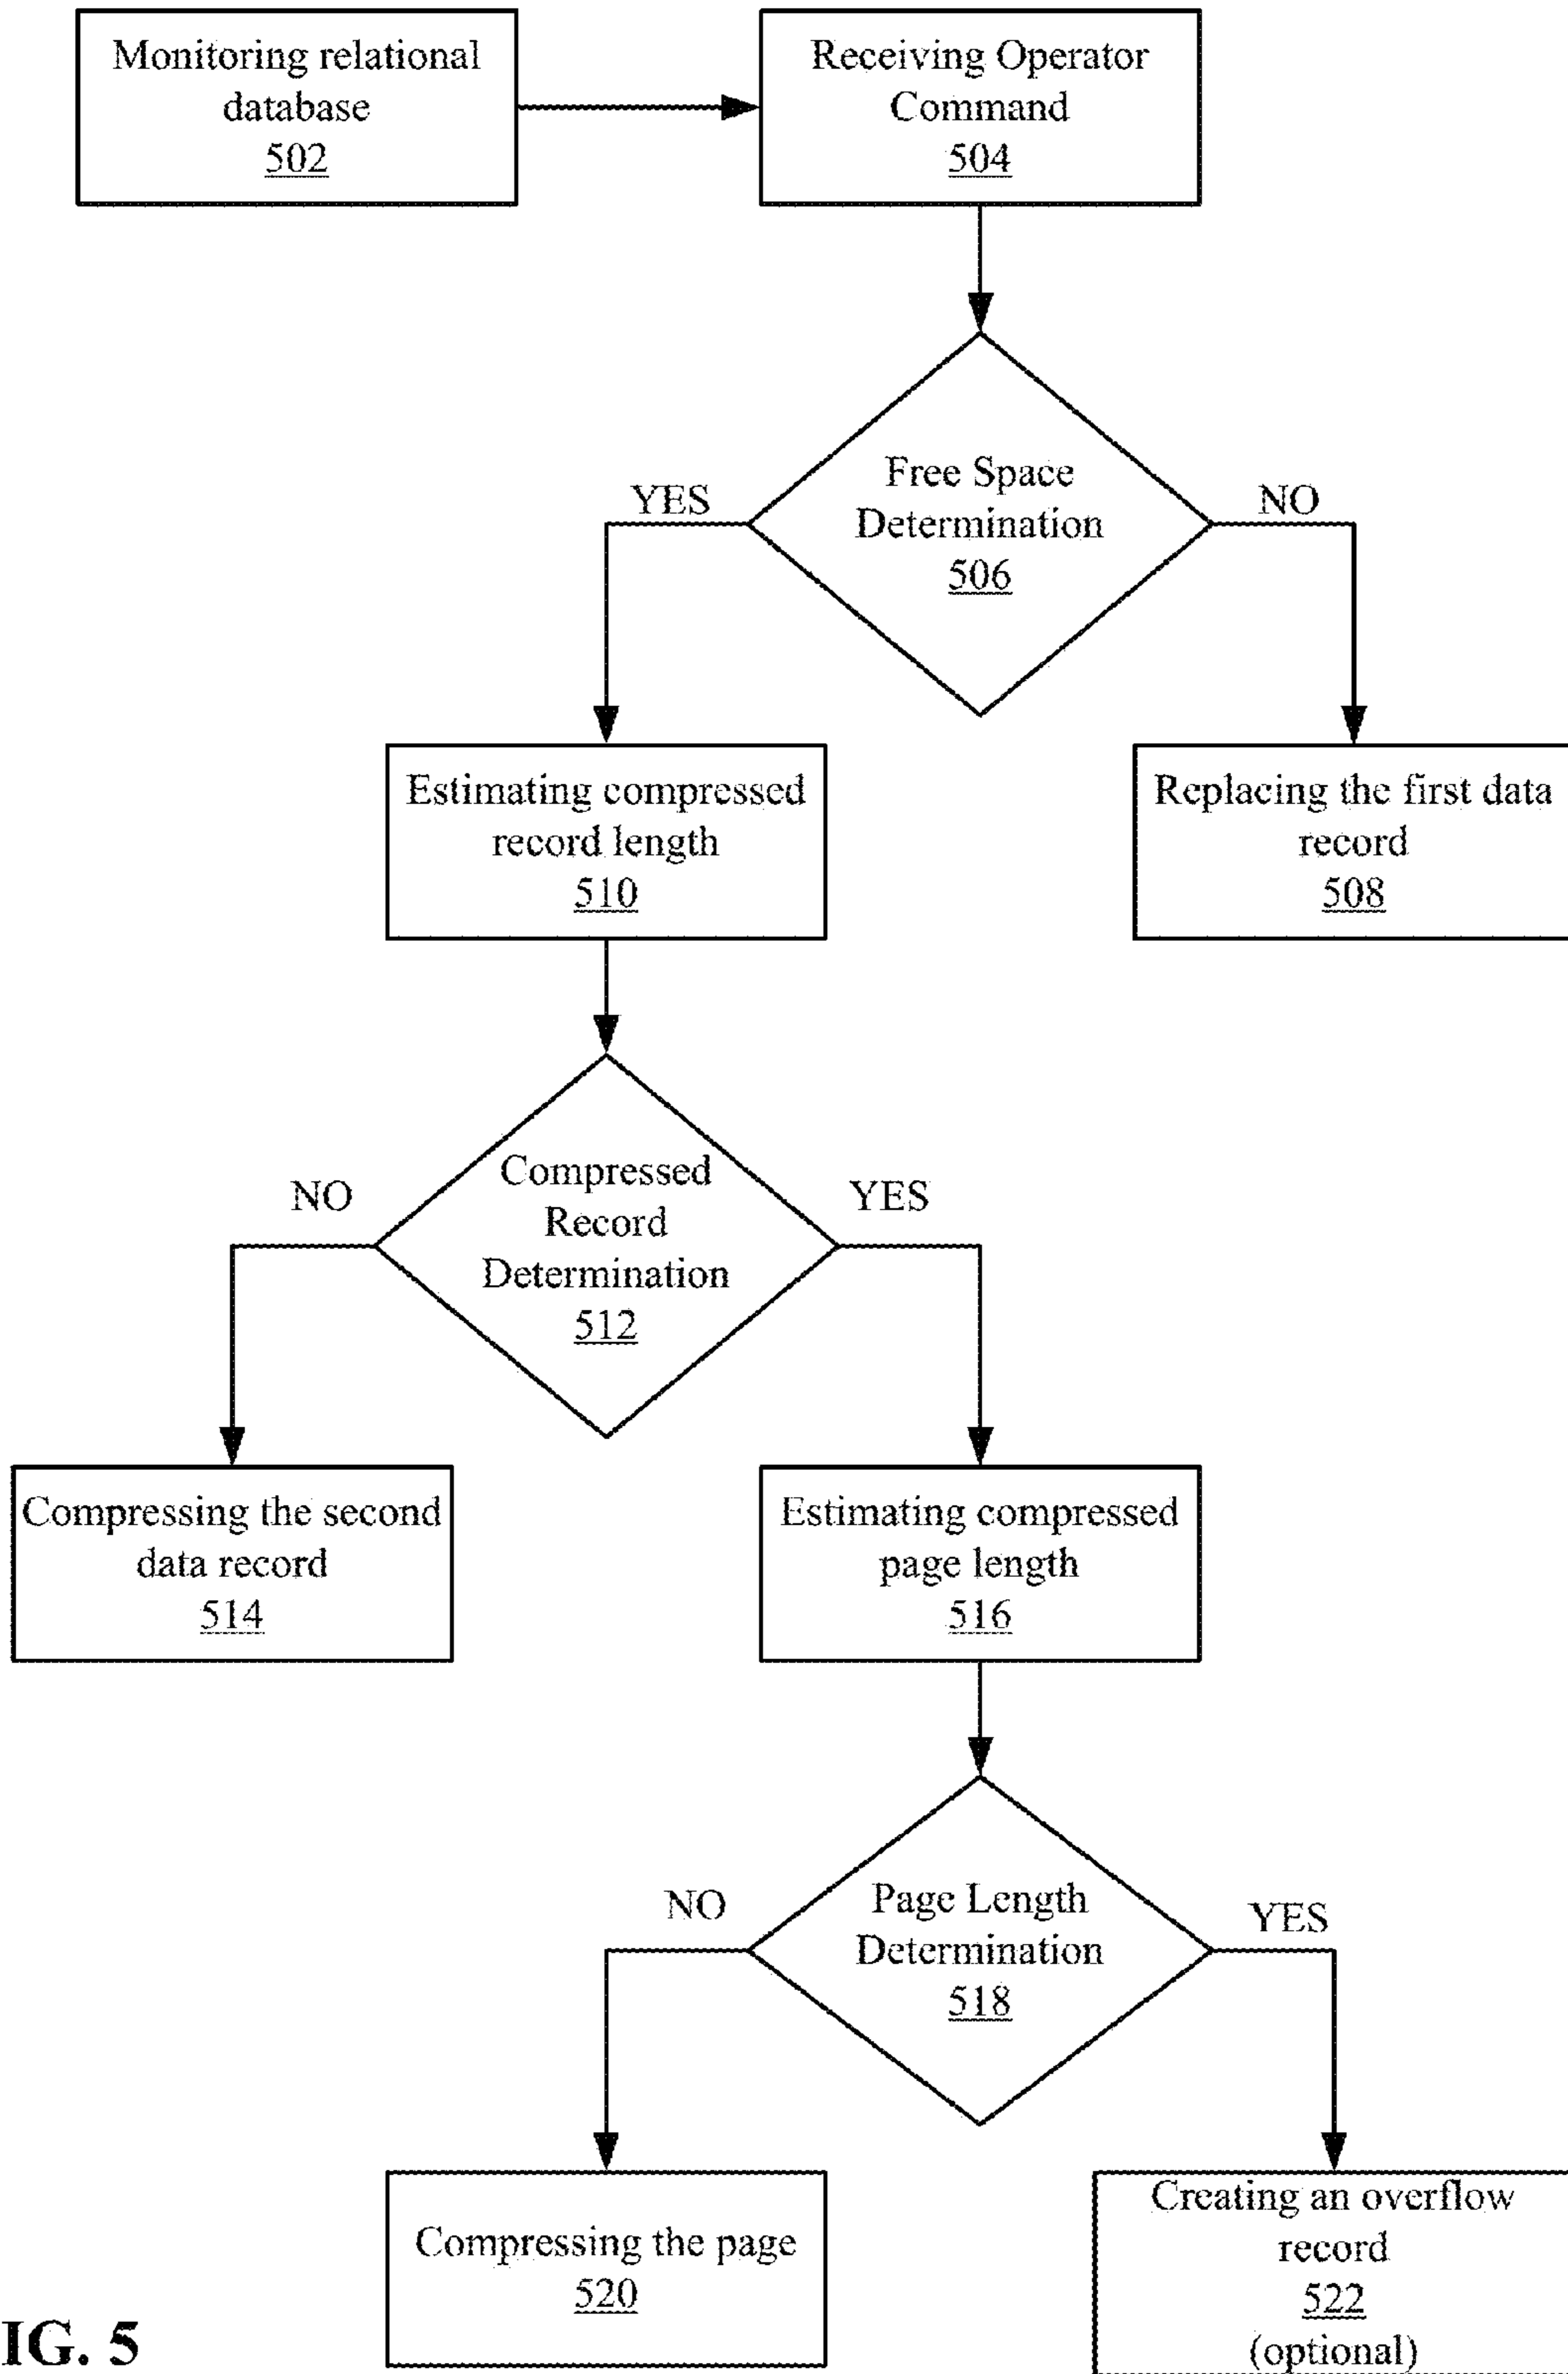 Monitoring relational
database
502
Receiving Operator
Command
504
Free Space
Determination
506
YES
NO
Estimating compressed
record length
510
Replacing the first data
record
508
Compressed
Record
Determination
512
NO
YES
Compressing the second
data record
514
Estimating compressed
page length
516
Page Length
Determination
518
NO
YES
Compressing the page
520
Creating an overflow
record
522
(optional)
IG. 5